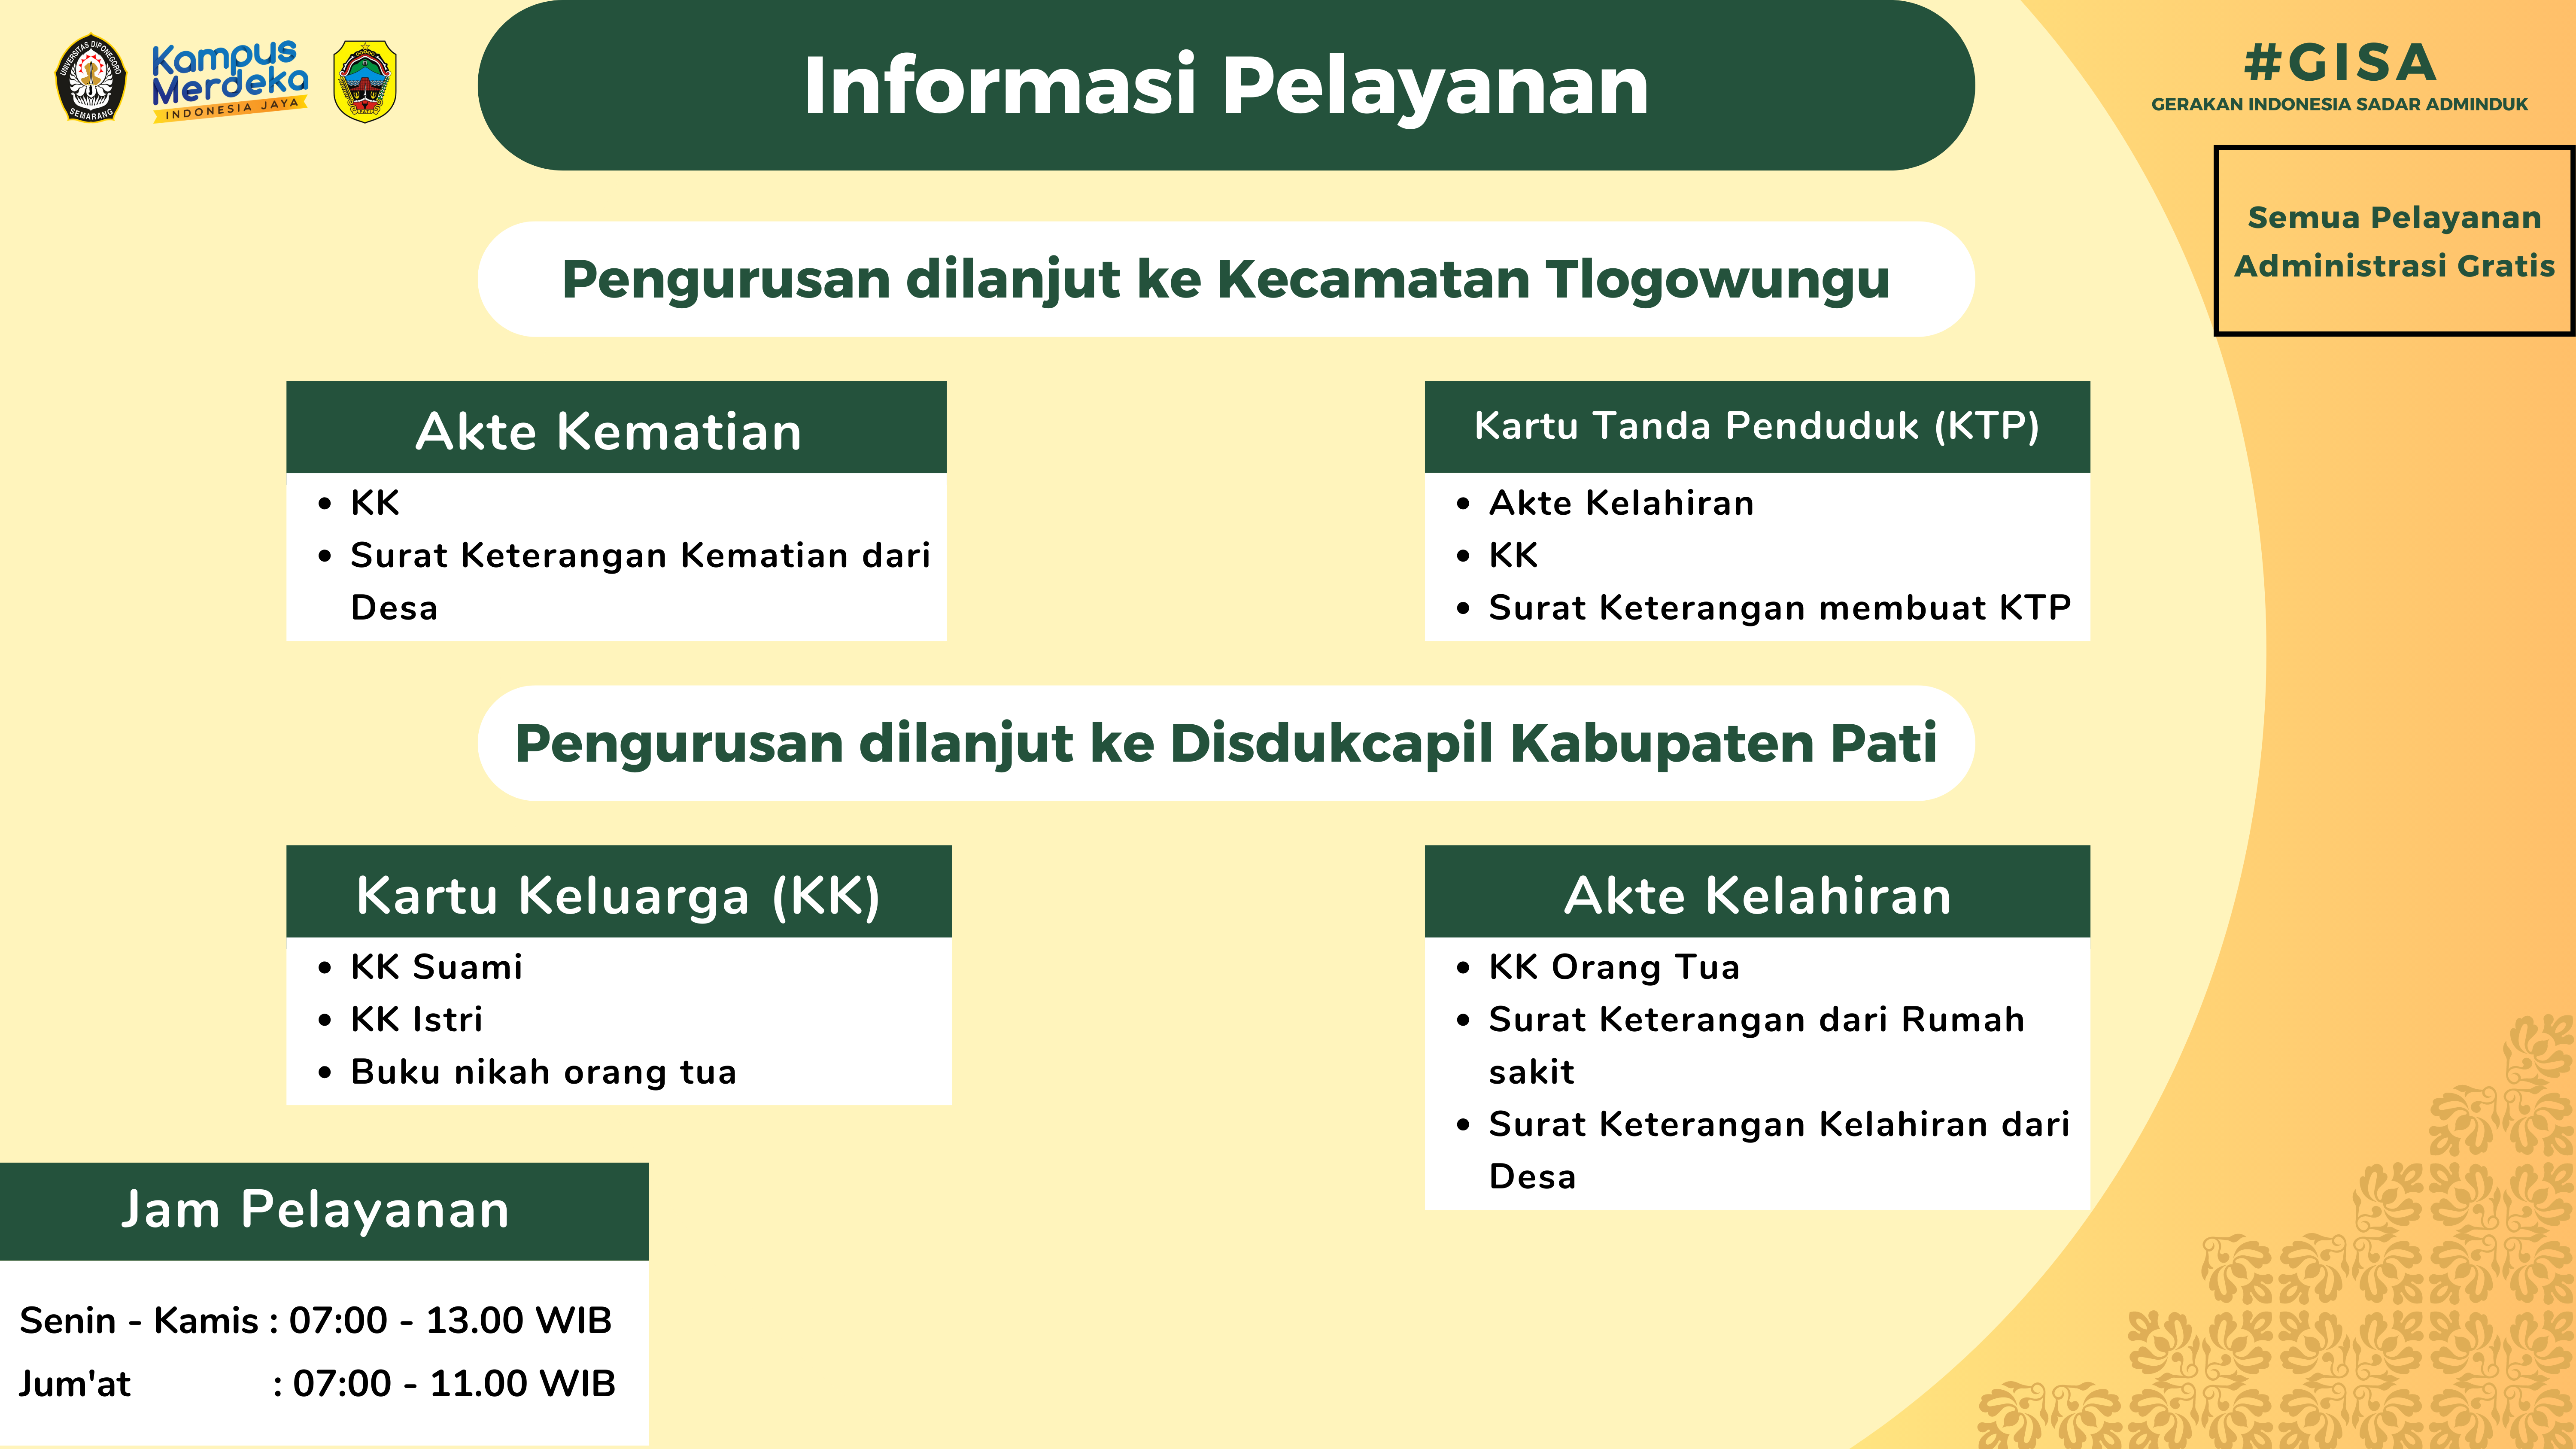 UNIVERSITAS DIPONEGORO
SEMARANG
Kampus
Merdeka
INDONESIA JAYA
Informasi Pelayanan
#GISA
GERAKAN INDONESIA SADAR ADMINDUK
Semua Pelayanan
Administrasi Gratis
Pengurusan dilanjut ke Kecamatan Tlogowungu
Akte Kematian
• KK
• Surat Keterangan Kematian dari
Desa
Kartu Tanda Penduduk (KTP)
• Akte Kelahiran
• KK
• Surat Keterangan membuat KTP
Pengurusan dilanjut ke Disdukcapil Kabupaten Pati
Kartu Keluarga (KK)
• KK Suami
• KK Istri
• Buku nikah orang tua
Akte Kelahiran
• KK Orang Tua
• Surat Keterangan dari Rumah
sakit
• Surat Keterangan Kelahiran dari
Desa
Jam Pelayanan
Senin - Kamis : 07:00 - 13.00 WIB
Jum'at : 07:00 - 11.00 WIB